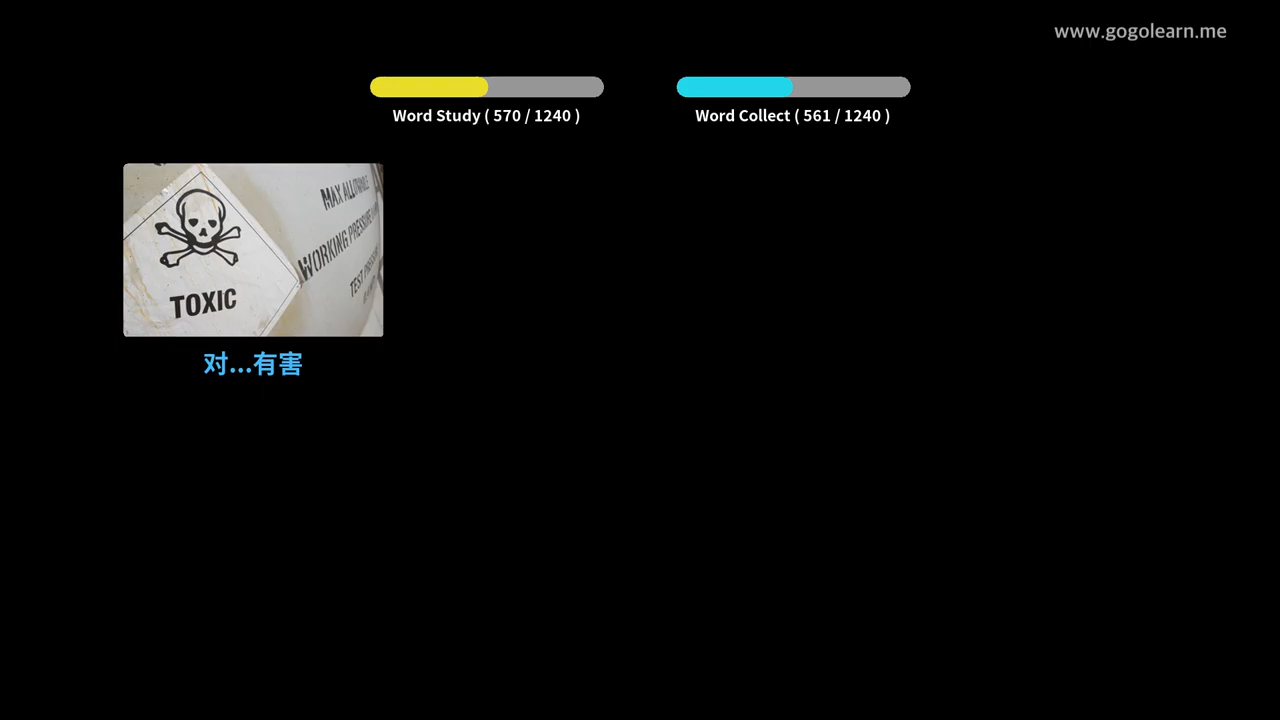 www.gogolearn.me
Word Study ( 570 / 1240 )
Word Collect ( 561 / 1240 )
MAX ALLOWABLE
WORKING PRESSURE
TOXIC
TEST
对...有害